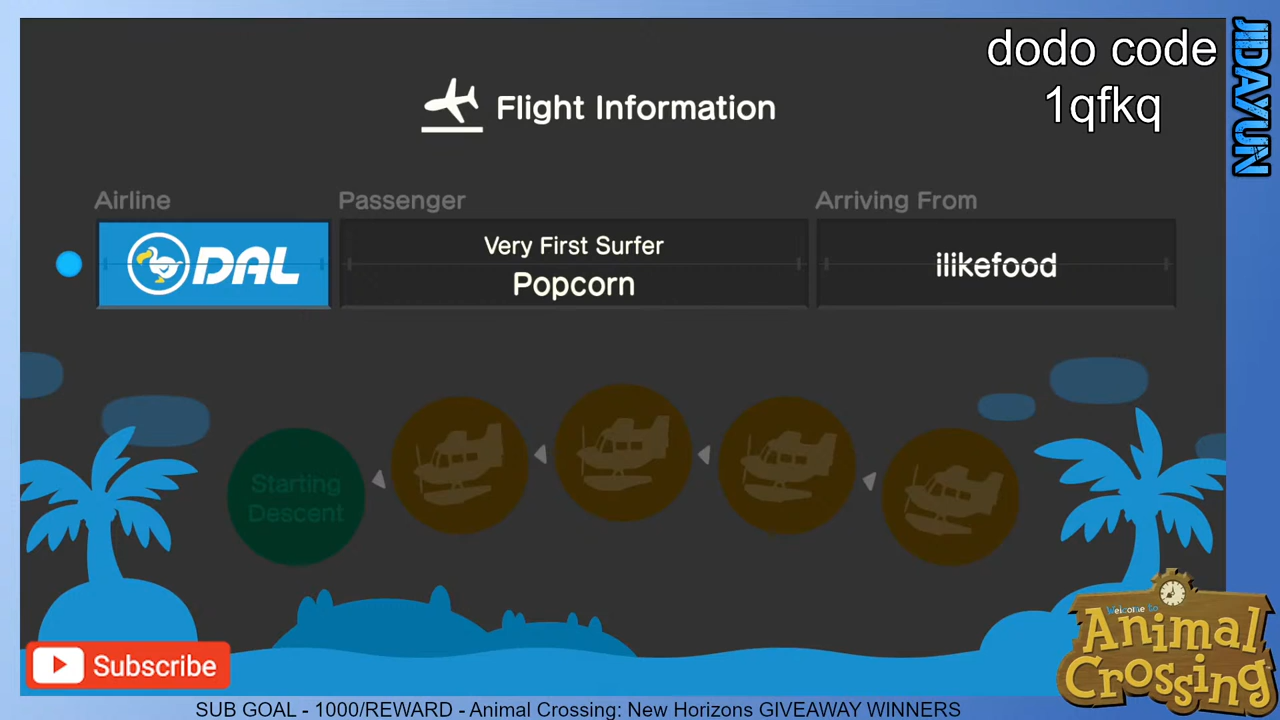 dodo code
1qfkq
JIDAVUN
Flight Information
Airline
Passenger
Arriving From
DAL
Very First Surfer
Popcorn
ilikefood
Starting
Descent
Welcome to
Animal
Crossing
Subscribe
SUB GOAL - 1000/REWARD - Animal Crossing: New Horizons GIVEAWAY WINNERS